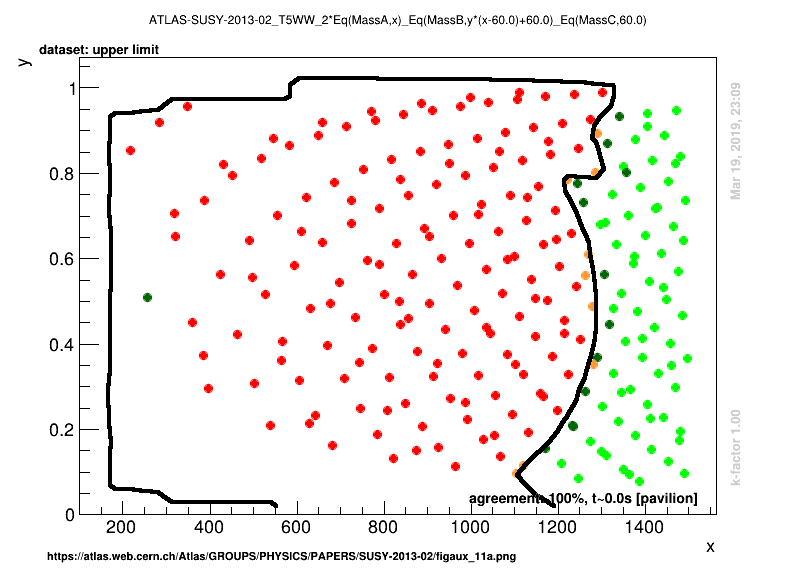 ATLAS-SUSY-2013-02_T5WW_2*Eq(MassA,x)_Eq(MassB,y*(x-60.0)+60.0)_Eq(MassC,60.0)
dataset: upper limit
y
1
0.8
0.6
0.4
0.2
0
200 400 600 800 1000 1200 1400
x
agreement: 100%, t~0.0s [pavilion]
Mar 19, 2019, 23:09
k-factor 1.00
https://atlas.web.cern.ch/Atlas/GROUPS/PHYSICS/PAPERS/SUSY-2013-02/figaux_11a.png